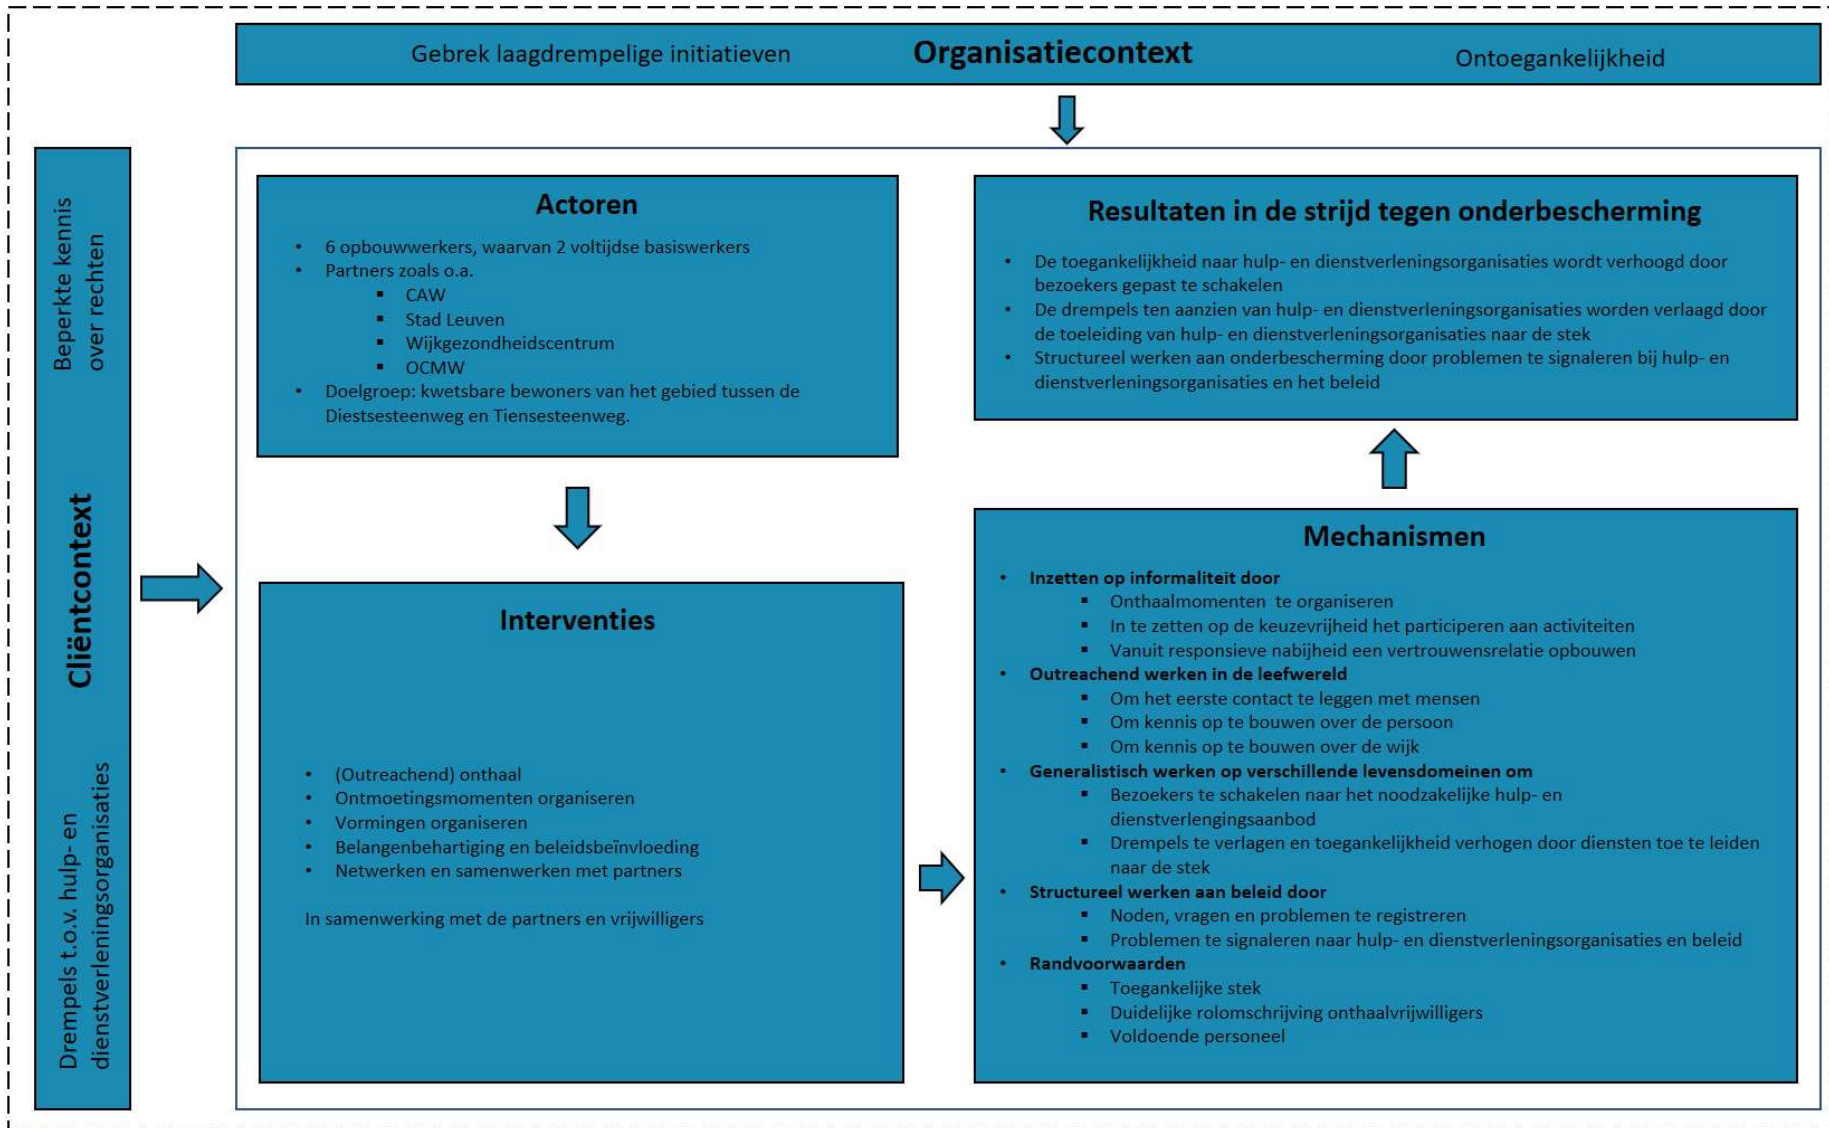 Gebrek laagdrempelige initiatieven Organisatiecontext Ontoegankelijkheid
Beperkte kennis
over rechten
Cliëntcontext
Drempels t.o.v. hulp- en
dienstverleningsorganisaties
Actoren
• 6 opbouwwerkers, waarvan 2 voltijdse basiswerkers
• Partners zoals o.a.
▪ CAW
▪ Stad Leuven
▪ Wijkgezondheidscentrum
▪ OCMW
• Doelgroep: kwetsbare bewoners van het gebied tussen de
Diestsesteenweg en Tiensesteenweg.
Interventies
• (Outreachend) onthaal
• Ontmoetingsmomenten organiseren
• Vormingen organiseren
• Belangenbehartiging en beleidsbeïnvloeding
• Netwerken en samenwerken met partners
In samenwerking met de partners en vrijwilligers
Mechanismen
• Inzetten op informaliteit door
▪ Onthaalmomenten te organiseren
▪ In te zetten op de keuzevrijheid het participeren aan activiteiten
▪ Vanuit responsieve nabijheid een vertrouwensrelatie opbouwen
• Outreachend werken in de leefwereld
▪ Om het eerste contact te leggen met mensen
▪ Om kennis op te bouwen over de persoon
▪ Om kennis op te bouwen over de wijk
• Generalistisch werken op verschillende levensdomeinen om
▪ Bezoekers te schakelen naar het noodzakelijke hulp- en
dienstverlengingsaanbod
▪ Drempels te verlagen en toegankelijkheid verhogen door diensten toe te leiden
naar de stek
• Structureel werken aan beleid door
▪ Noden, vragen en problemen te registreren
▪ Problemen te signaleren naar hulp- en dienstverleningsorganisaties en beleid
• Randvoorwaarden
▪ Toegankelijke stek
▪ Duidelijke rolomschrijving onthaalvrijwilligers
▪ Voldoende personeel
Resultaten in de strijd tegen onderbescherming
• De toegankelijkheid naar hulp- en dienstverleningsorganisaties wordt verhoogd door
bezoekers gepast te schakelen
• De drempels ten aanzien van hulp- en dienstverleningsorganisaties worden verlaagd door
de toeleiding van hulp- en dienstverleningsorganisaties naar de stek
• Structureel werken aan onderbescherming door problemen te signaleren bij hulp- en
dienstverleningsorganisaties en het beleid